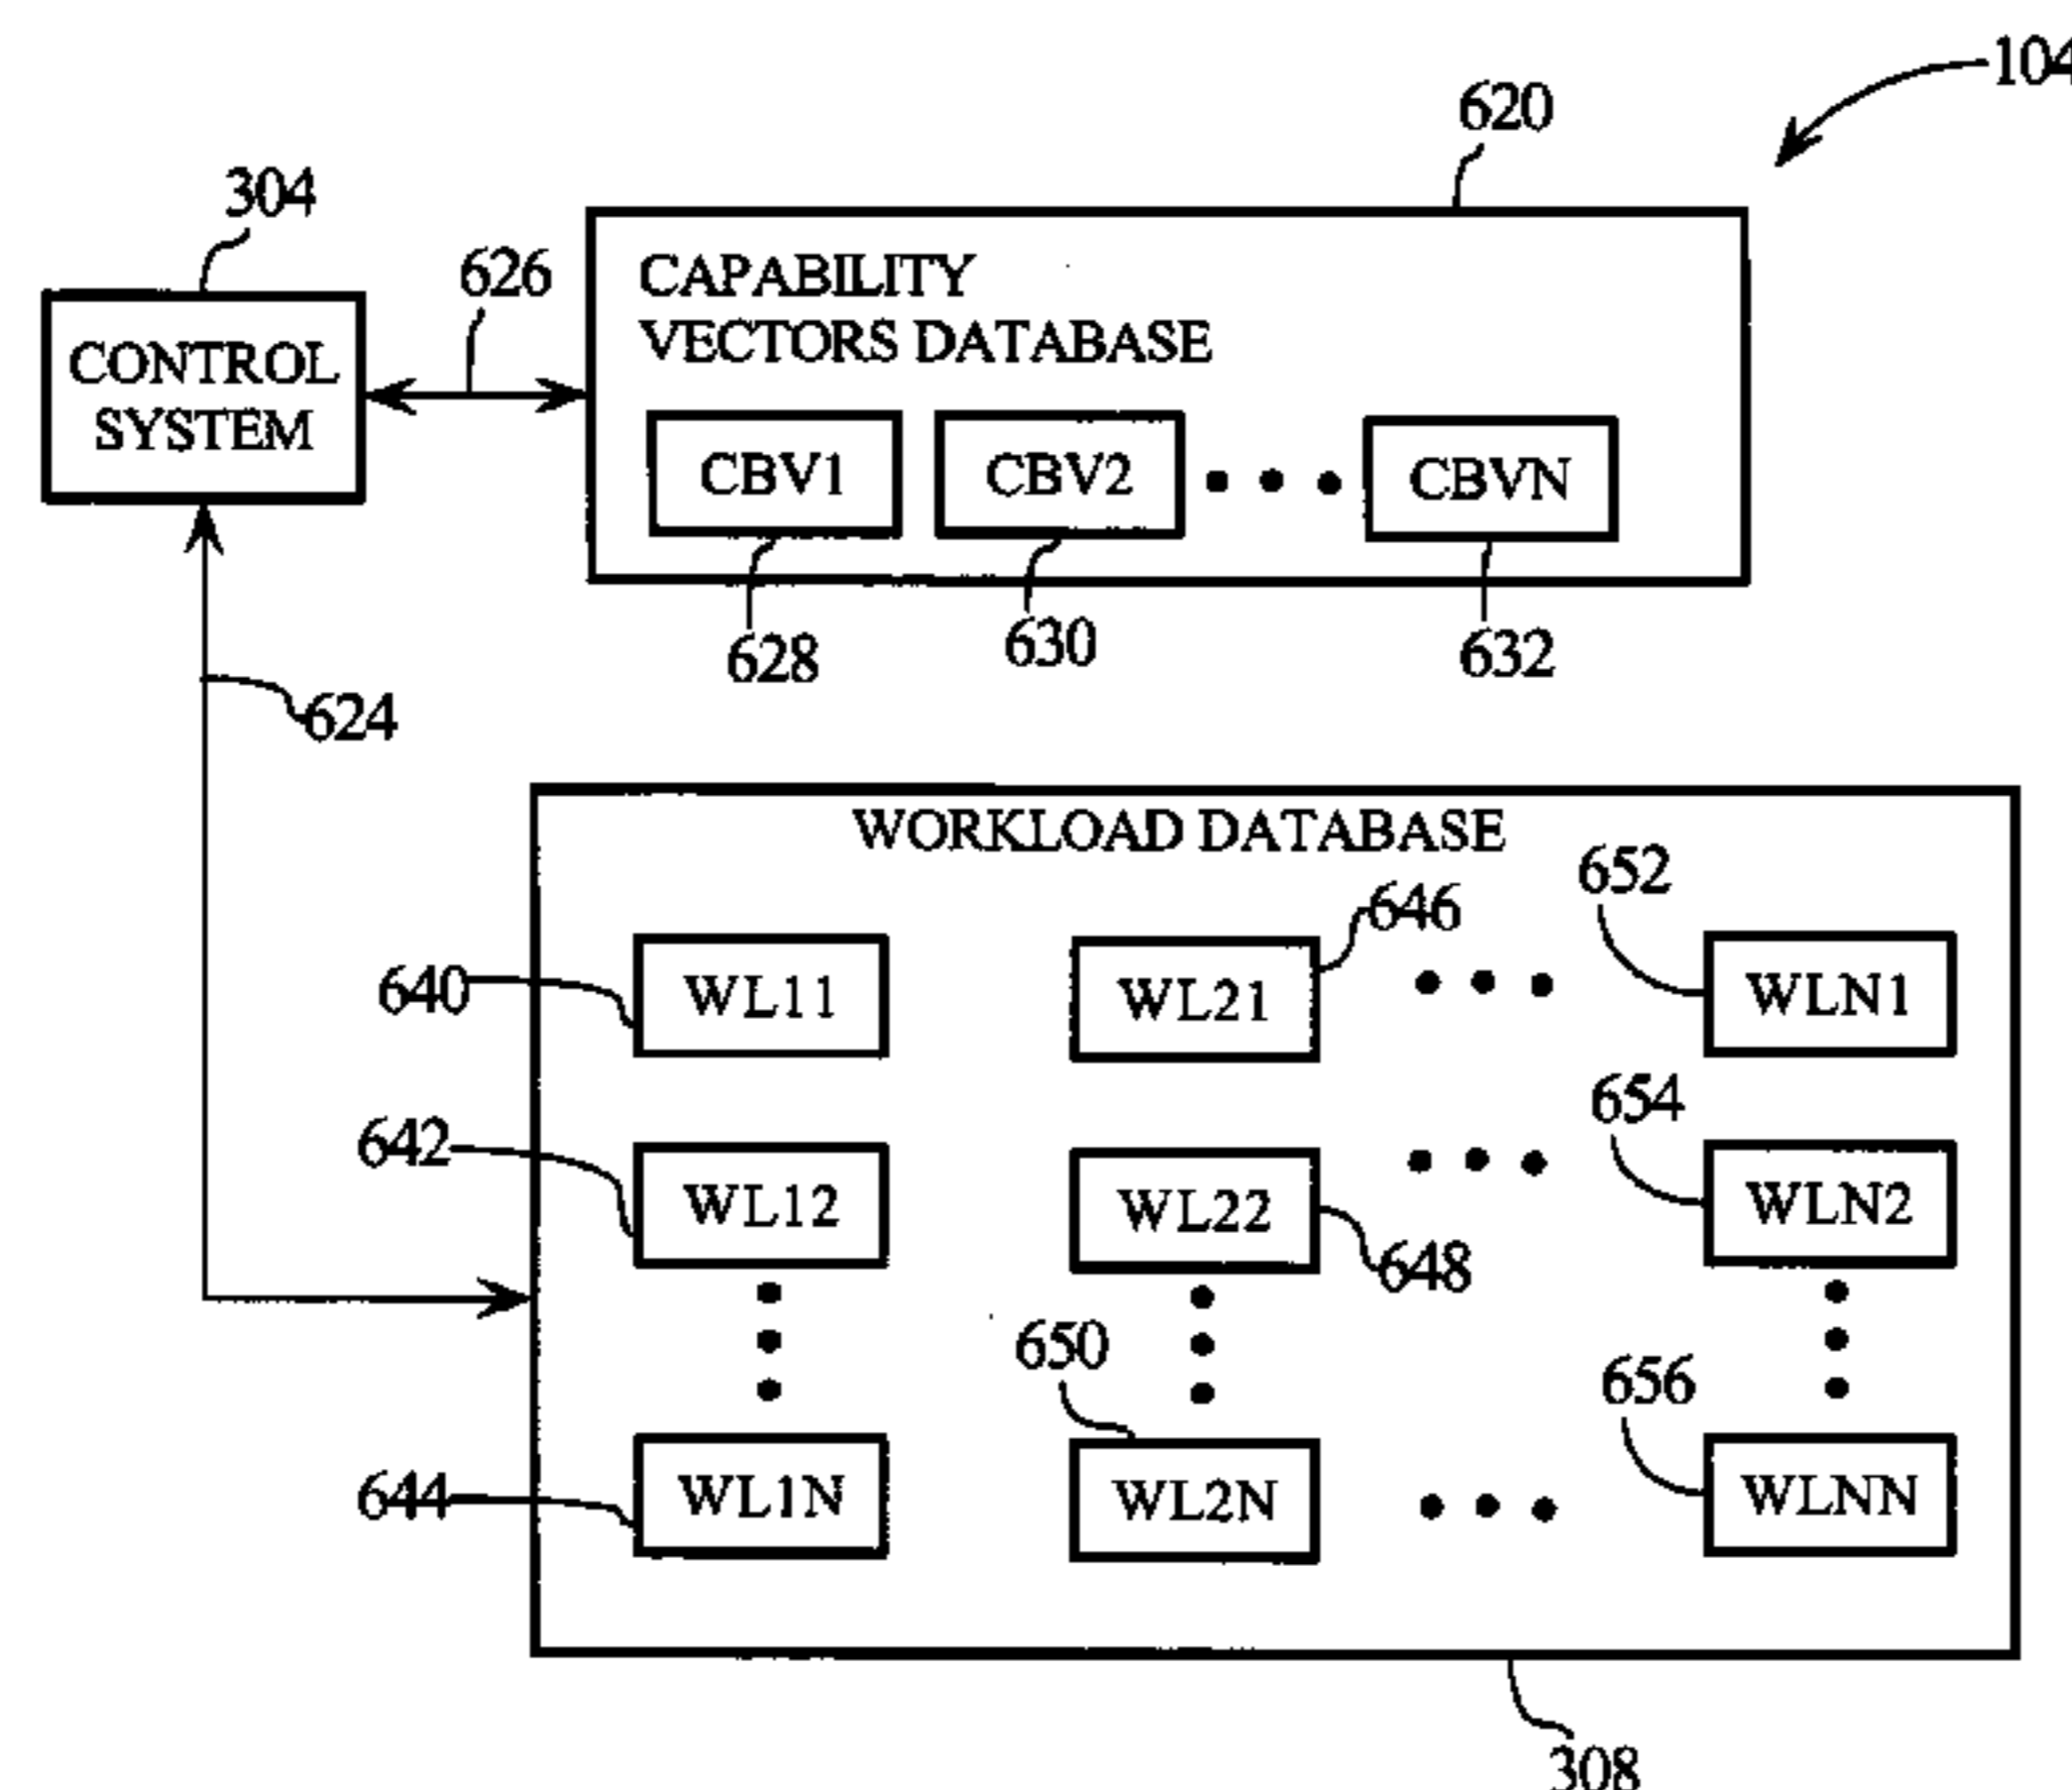 104
620
304
626
CAPABILITY
VECTORS DATABASE
CONTROL
SYSTEM
CBV1 CBV2 CBVN
628 630 632
624
WORKLOAD DATABASE
652
646
640 WL11 WL21 WLN1
654
642 WL12 WL22 WLN2
648
650
656
644 WL1N WL2N WLNN
308